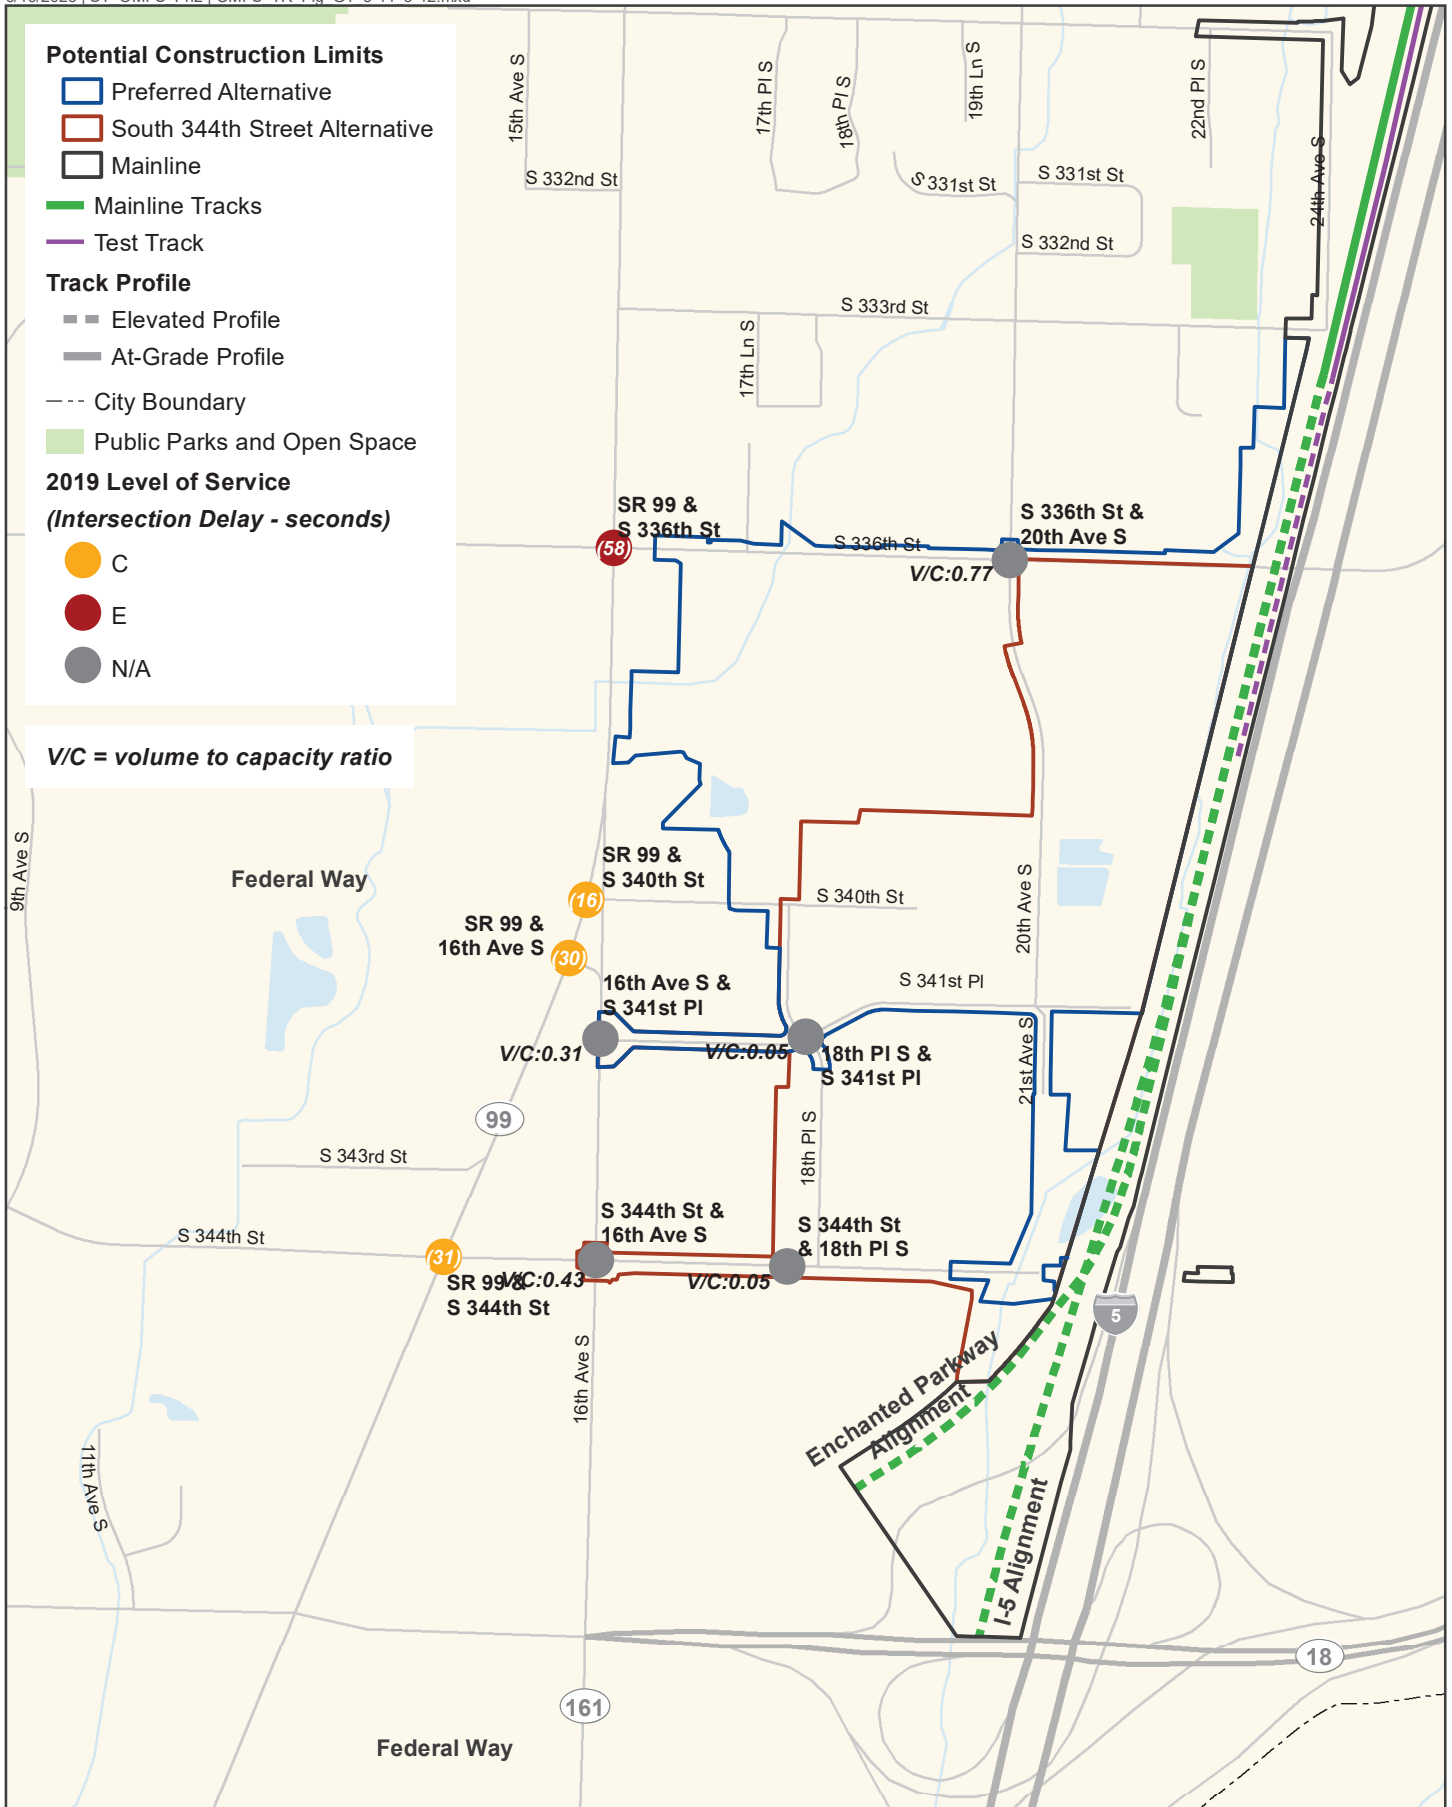 Potential Construction Limits
Preferred Alternative
South 344th Street Alternative
Mainline
Mainline Tracks
Test Track
Track Profile
Elevated Profile
At-Grade Profile
City Boundary
Public Parks and Open Space
2019 Level of Service
(Intersection Delay - seconds)
C
E
N/A
V/C = volume to capacity ratio
15th Ave S
17th Pl S
18th Pl S
19th Ln S
22nd Pl S
24th Ave S
S 332nd St
S 331st St
S 331st St
S 332nd St
S 333rd St
17th Ln S
SR 99 &
S 336th St
(58)
S 336th St
S 336th St &
20th Ave S
V/C:0.77
9th Ave S
Federal Way
SR 99 &
S 340th St
(16)
S 340th St
20th Ave S
SR 99 &
16th Ave S
(30)
16th Ave S &
S 341st Pl
V/C:0.31
S 341st Pl
V/C:0.05
18th Pl S &
S 341st Pl
21st Ave S
99
S 343rd St
18th Pl S
S 344th St
S 344th St &
16th Ave S
S 344th St
& 18th Pl S
(31)
SR 99 &
S 344th St
V/C:0.43
V/C:0.05
5
16th Ave S
Enchanted Parkway
Alignment
I-5 Alignment
11th Ave S
18
161
Federal Way